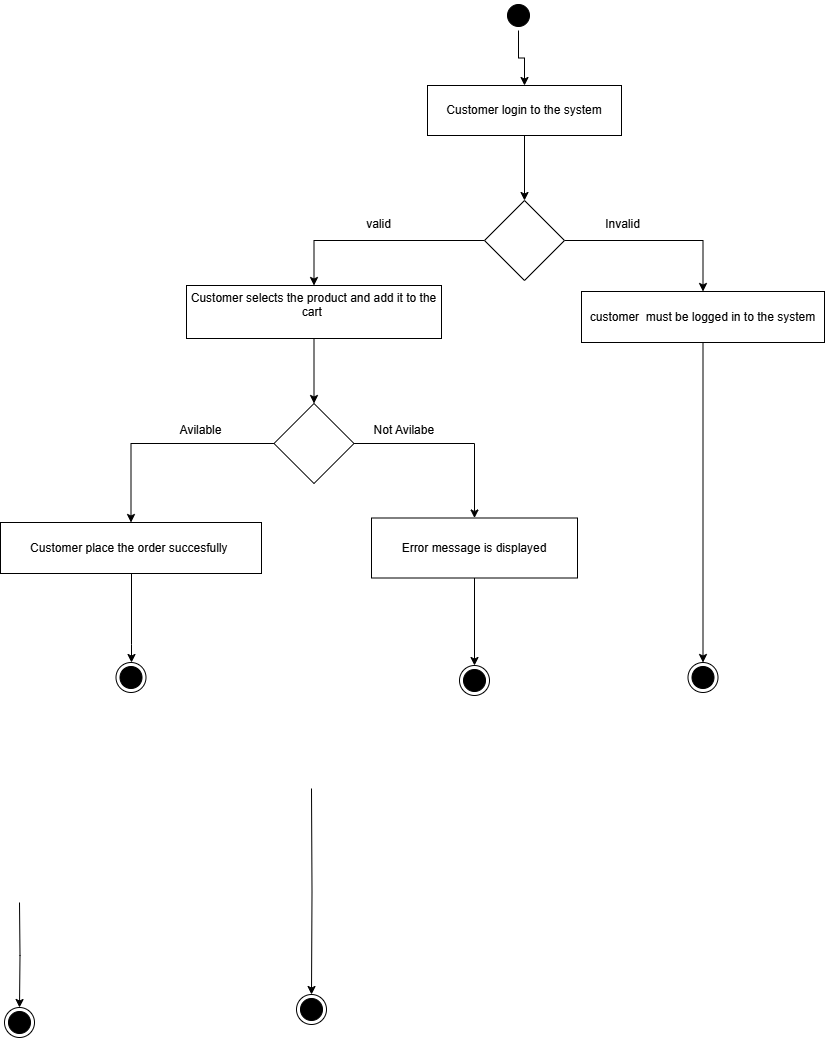 Customer login to the system
valid
Invalid
Customer selects the product and add it to the
cart
customer  must be logged in to the system
Avilable
Not Avilabe
Customer place the order succesfully
Error message is displayed